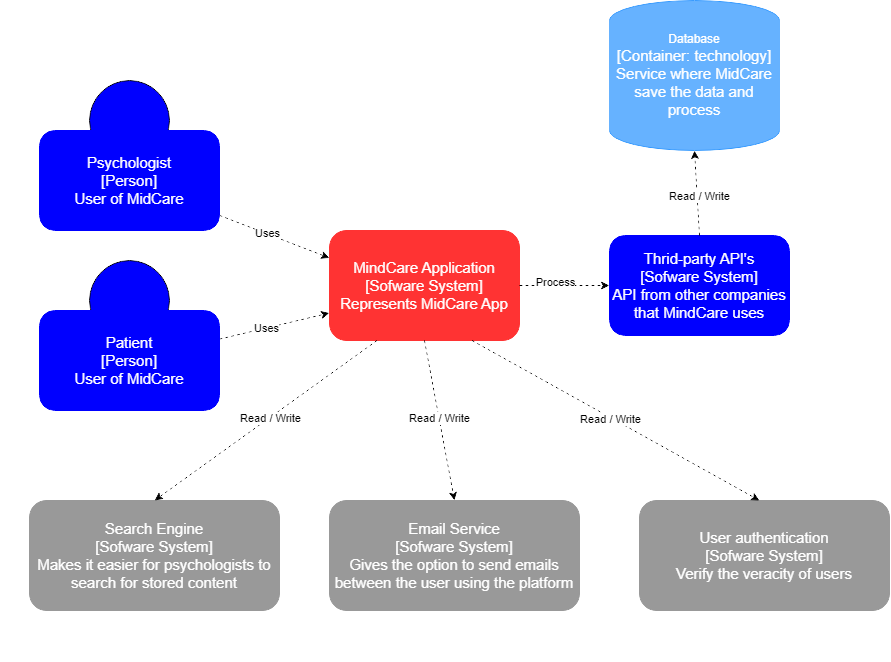 Database
[Container: technology]
Service where MidCare
save the data and
process
Psychologist
[Person]
User of MidCare
Read / Write
Uses
Thrid-party API's
[Sofware System]
API from other companies
that MindCare uses
MindCare Application
[Sofware System]
Represents MidCare App
Process
Patient
[Person]
User of MidCare
Uses
Read / Write
Read / Write
Read / Write
Search Engine
[Sofware System]
Makes it easier for psychologists to
search for stored content
Email Service
[Sofware System]
Gives the option to send emails
between the user using the platform
User authentication
[Sofware System]
Verify the veracity of users